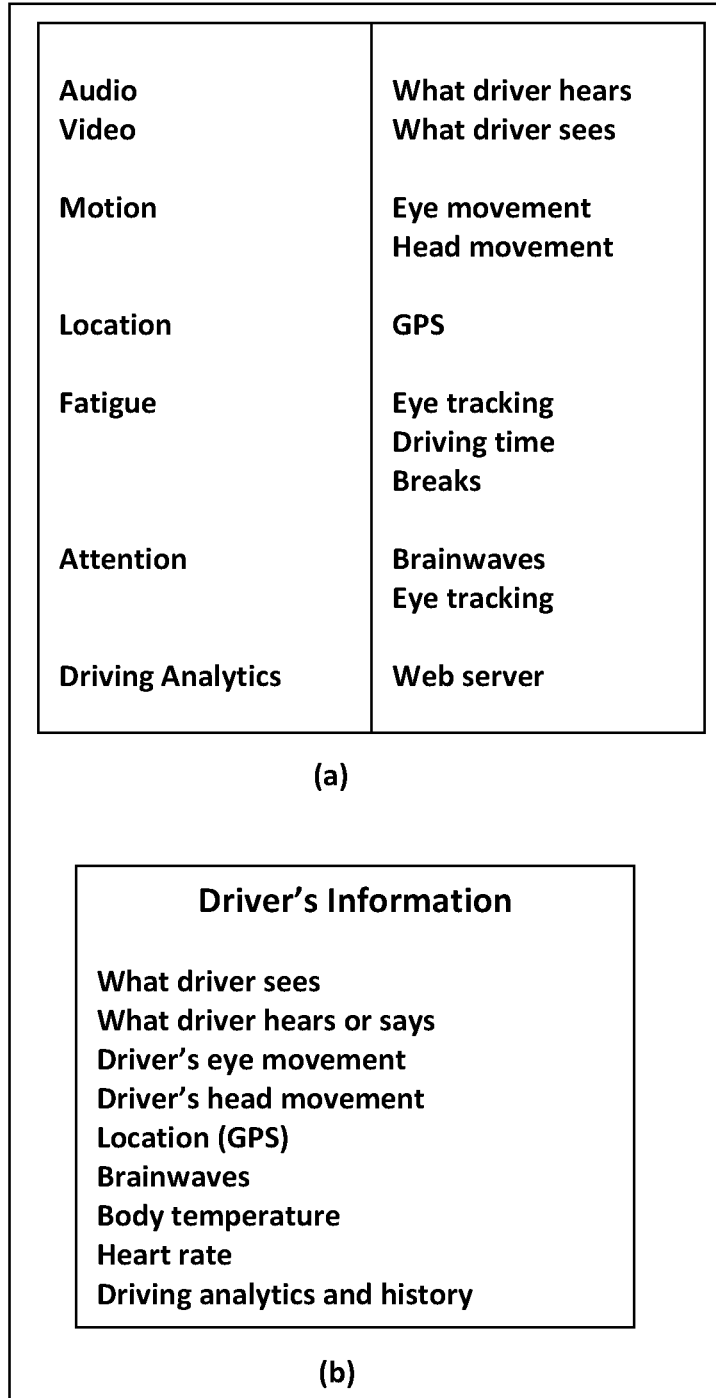 Audio What driver hears
Video What driver sees
Motion Eye movement
Head movement
Location GPS
Fatigue Eye tracking
Driving time
Breaks
Attention Brainwaves
Eye tracking
Driving Analytics Web server
(a)
Driver’s Information
What driver sees
What driver hears or says
Driver’s eye movement
Driver’s head movement
Location (GPS)
Brainwaves
Body temperature
Heart rate
Driving analytics and history
(b)